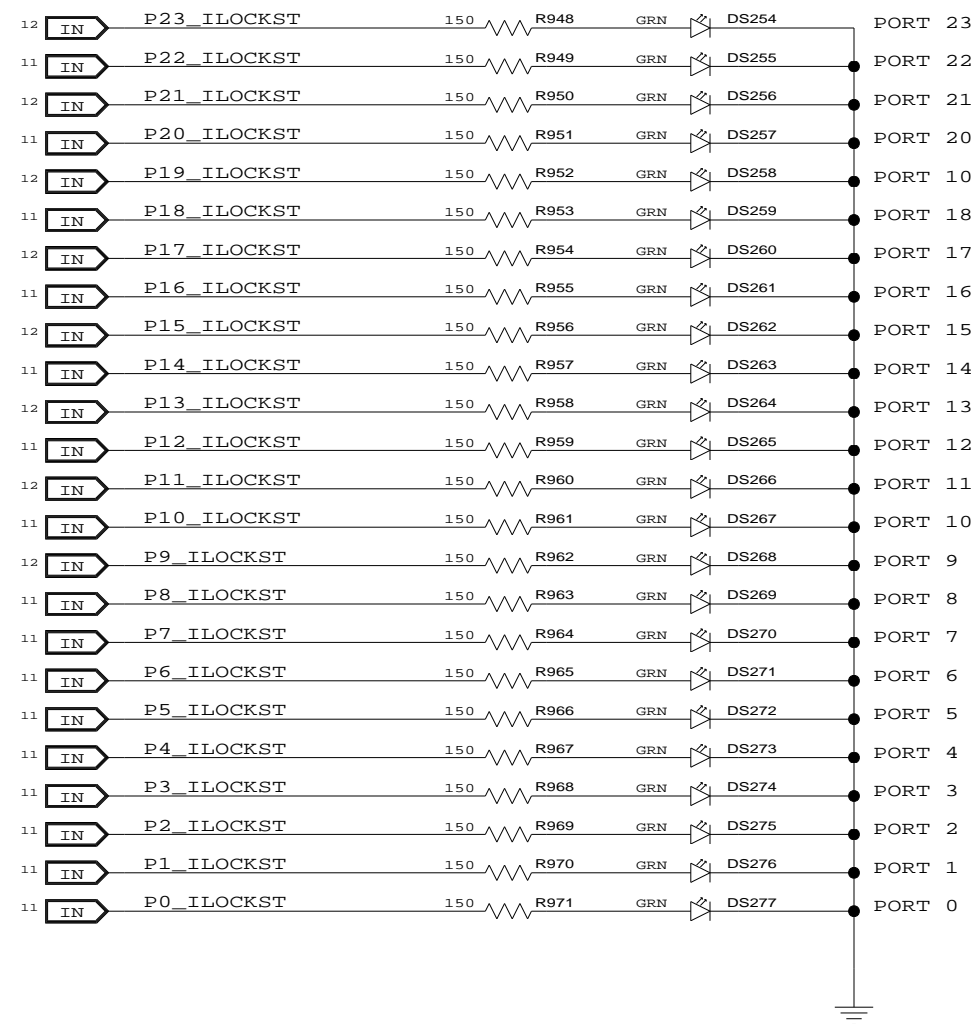 12 IN P23_ILOCKST 150 R948 GRN DS254 PORT 23
11 IN P22_ILOCKST 150 R949 GRN DS255 PORT 22
12 IN P21_ILOCKST 150 R950 GRN DS256 PORT 21
11 IN P20_ILOCKST 150 R951 GRN DS257 PORT 20
12 IN P19_ILOCKST 150 R952 GRN DS258 PORT 10
11 IN P18_ILOCKST 150 R953 GRN DS259 PORT 18
12 IN P17_ILOCKST 150 R954 GRN DS260 PORT 17
11 IN P16_ILOCKST 150 R955 GRN DS261 PORT 16
12 IN P15_ILOCKST 150 R956 GRN DS262 PORT 15
11 IN P14_ILOCKST 150 R957 GRN DS263 PORT 14
12 IN P13_ILOCKST 150 R958 GRN DS264 PORT 13
11 IN P12_ILOCKST 150 R959 GRN DS265 PORT 12
12 IN P11_ILOCKST 150 R960 GRN DS266 PORT 11
11 IN P10_ILOCKST 150 R961 GRN DS267 PORT 10
12 IN P9_ILOCKST 150 R962 GRN DS268 PORT 9
11 IN P8_ILOCKST 150 R963 GRN DS269 PORT 8
11 IN P7_ILOCKST 150 R964 GRN DS270 PORT 7
11 IN P6_ILOCKST 150 R965 GRN DS271 PORT 6
11 IN P5_ILOCKST 150 R966 GRN DS272 PORT 5
11 IN P4_ILOCKST 150 R967 GRN DS273 PORT 4
11 IN P3_ILOCKST 150 R968 GRN DS274 PORT 3
11 IN P2_ILOCKST 150 R969 GRN DS275 PORT 2
11 IN P1_ILOCKST 150 R970 GRN DS276 PORT 1
11 IN P0_ILOCKST 150 R971 GRN DS277 PORT 0